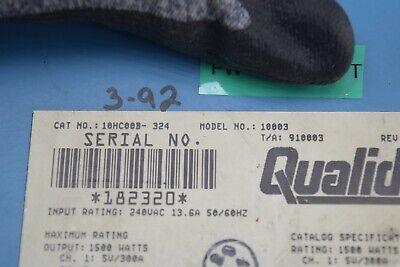 3-92
CAT NO.: 10HC00B- 324 MODEL NO.: 10003
SERIAL NO. T/A: 910003 REV
*182320* Qualid
INPUT RATING: 240VAC 13.6A 50/60HZ
MAXIMUM RATING CATALOG SPECIFICAT
OUTPUT: 1500 WATTS RATING: 1500 WATTS
CH. 1: 5V/300A CH. 1: 5V/300A